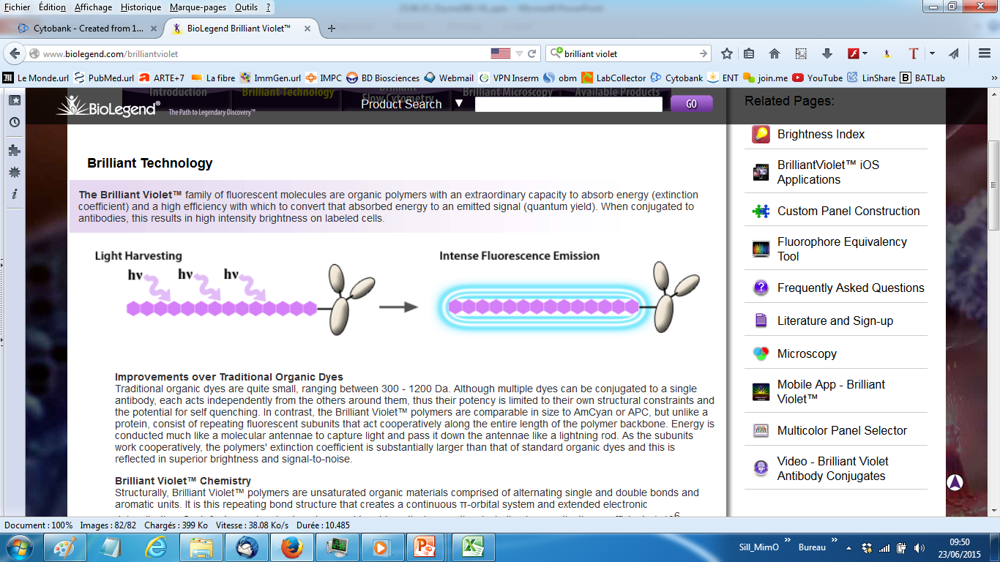 Fichier Édition Affichage Historique Marque-pages Outils ?
Cytobank - Created from 1... × BioLegend Brilliant Violet™ × +
www.biolegend.com/brilliantviolet brilliant violet
Le Monde.url PubMed.url ARTE+7 La fibre ImmGen.url IMPC BD Biosciences Webmail VPN Inserm obm LabCollector Cytobank ENT join.me YouTube LinShare BATLab »
Introduction Brilliant Technology Brilliant Flow Cytometry Brilliant Microscopy Available Products
BioLegend® The Path to Legendary Discovery™
Product Search ▼ GO
Related Pages:
Brightness Index
BrilliantViolet™ iOS
Applications
Custom Panel Construction
Fluorophore Equivalency
Tool
Frequently Asked Questions
Literature and Sign-up
Microscopy
Mobile App - Brilliant
Violet™
Multicolor Panel Selector
Video - Brilliant Violet
Antibody Conjugates
Brilliant Technology
The Brilliant Violet™ family of fluorescent molecules are organic polymers with an extraordinary capacity to absorb energy (extinction
coefficient) and a high efficiency with which to convert that absorbed energy to an emitted signal (quantum yield). When conjugated to
antibodies, this results in high intensity brightness on labeled cells.
Light Harvesting
hν hν hν
Intense Fluorescence Emission
Improvements over Traditional Organic Dyes
Traditional organic dyes are quite small, ranging between 300 - 1200 Da. Although multiple dyes can be conjugated to a single
antibody, each acts independently from the others around them, thus their potency is limited to their own structural constraints and
the potential for self quenching. In contrast, the Brilliant Violet™ polymers are comparable in size to AmCyan or APC, but unlike a
protein, consist of repeating fluorescent subunits that act cooperatively along the entire length of the polymer backbone. Energy is
conducted much like a molecular antennae to capture light and pass it down the antennae like a lightning rod. As the subunits
work cooperatively, the polymers' extinction coefficient is substantially larger than that of standard organic dyes and this is
reflected in superior brightness and signal-to-noise.
Brilliant Violet™ Chemistry
Structurally, Brilliant Violet™ polymers are unsaturated organic materials comprised of alternating single and double bonds and
aromatic units. It is this repeating bond structure that creates a continuous π-orbital system and extended electronic
Document : 100% Images : 82/82 Chargés : 399 Ko Vitesse : 38.08 Ko/s Durée : 10.485
Sill_MimO » Bureau » 09:50
23/06/2015